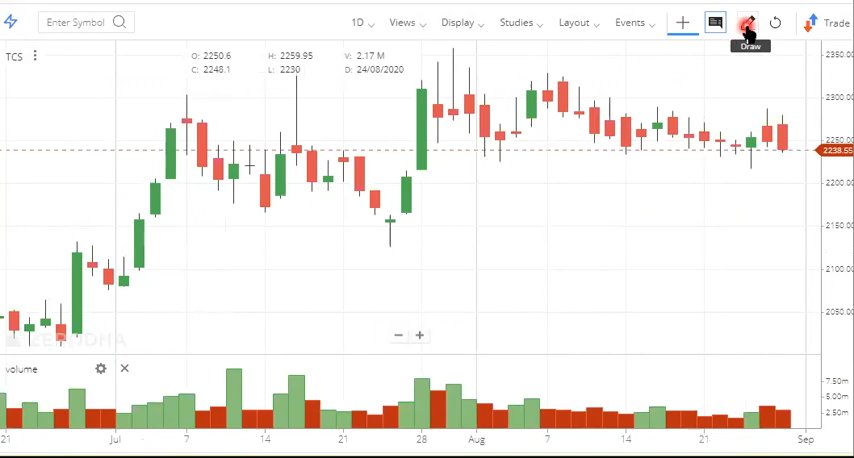 Enter Symbol 1D Views Display Studies Layout Events Trade
Draw
TCS O: 2250.6 H: 2259.95 V: 2.17 M
C: 2248.1 L: 2230 D: 24/08/2020
2350.00
2300.00
2250.00
2238.55
2200.00
2150.00
2100.00
2050.00
ZERODHA
volume
7.50m
5.00m
2.50m
21 Jul 7 14 21 28 Aug 7 14 21 Sep